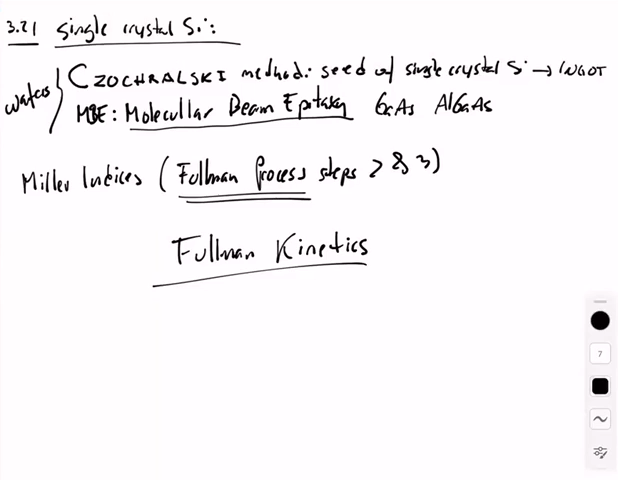 3.21 Single crystal Si:
wafers
CZOCHRALSKI method: seed w/ single crystal Si → INGOT
MBE: Molecullar Beam Epitaxy GaAs AlGaAs
Miller Indices (Fullman Process steps 2 & 3)
Fullman Kinetics
7